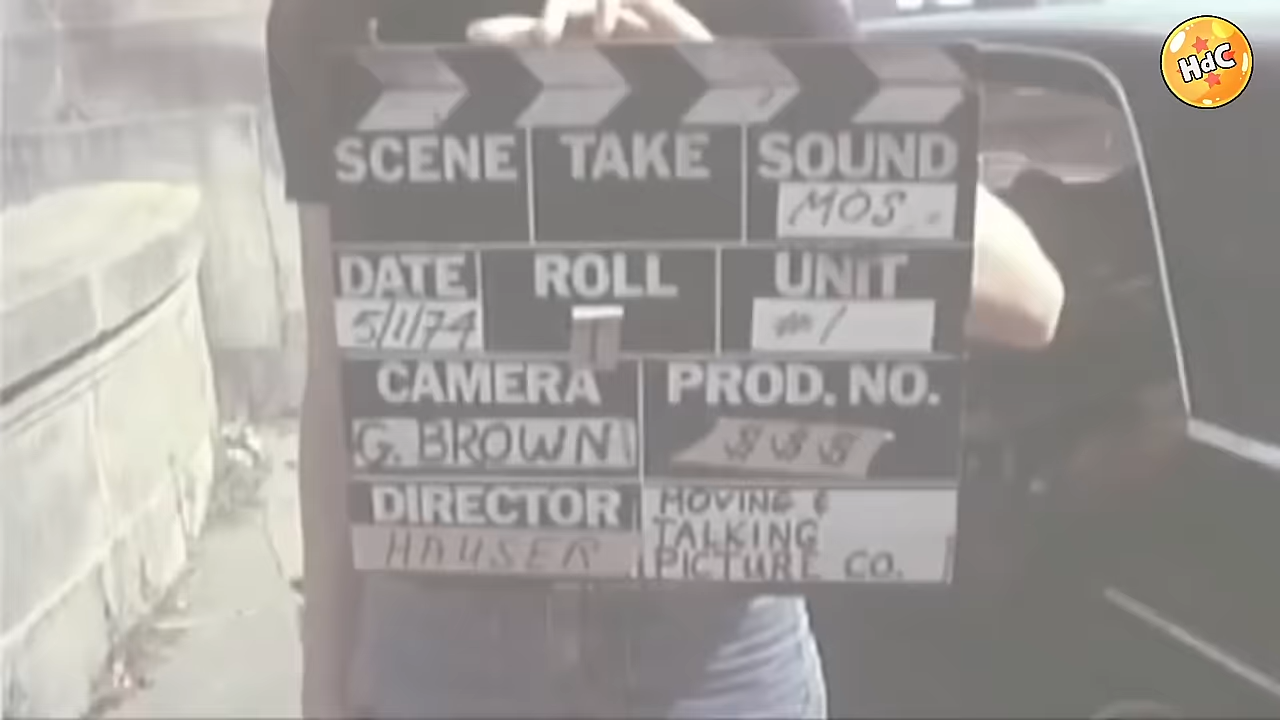 HdC
SCENE TAKE SOUND
MOS.
DATE ROLL UNIT
5/1/74 #1
CAMERA PROD. NO.
G. BROWN $ $ $
DIRECTOR MOVING &
HAUSER TALKING
PICTURE CO.